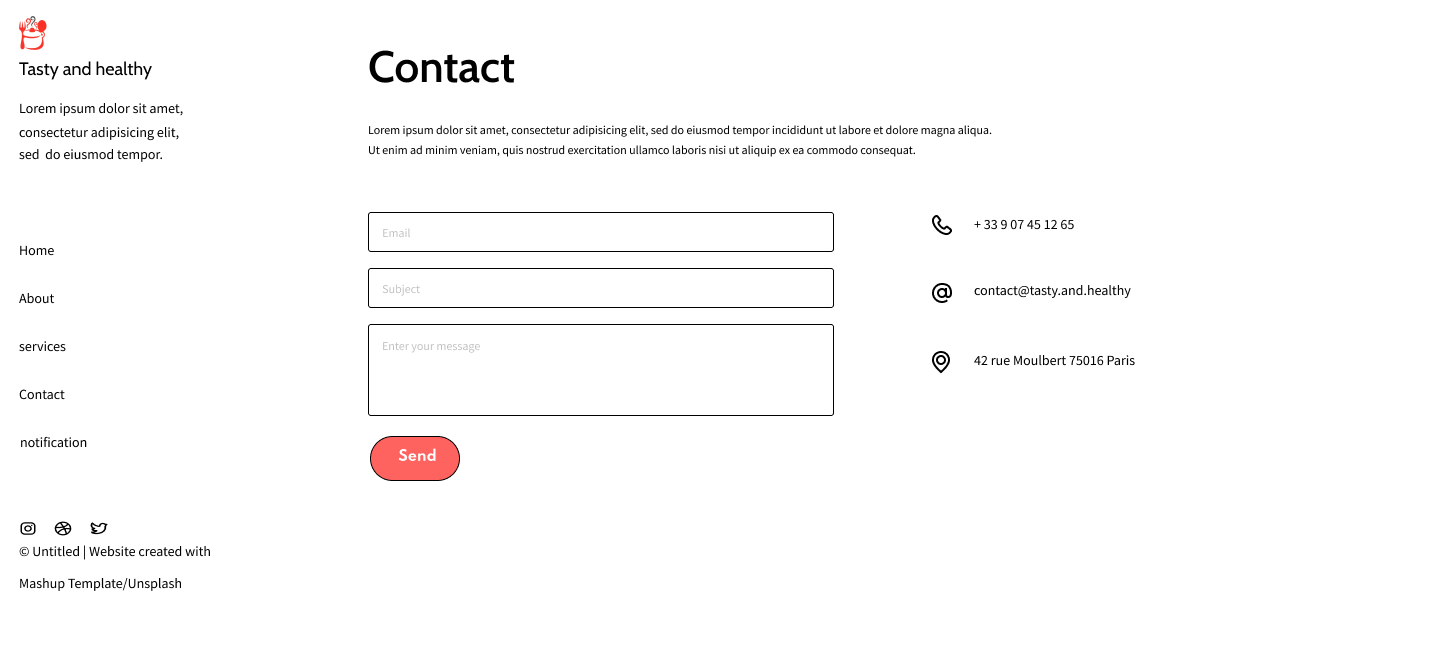 Tasty and healthy
Lorem ipsum dolor sit amet,
consectetur adipisicing elit,
sed  do eiusmod tempor.
Home
About
services
Contact
notification
© Untitled | Website created with
Mashup Template/Unsplash
Contact
Lorem ipsum dolor sit amet, consectetur adipisicing elit, sed do eiusmod tempor incididunt ut labore et dolore magna aliqua.
Ut enim ad minim veniam, quis nostrud exercitation ullamco laboris nisi ut aliquip ex ea commodo consequat.
Email
Subject
Enter your message
Send
+ 33 9 07 45 12 65
contact@tasty.and.healthy
42 rue Moulbert 75016 Paris